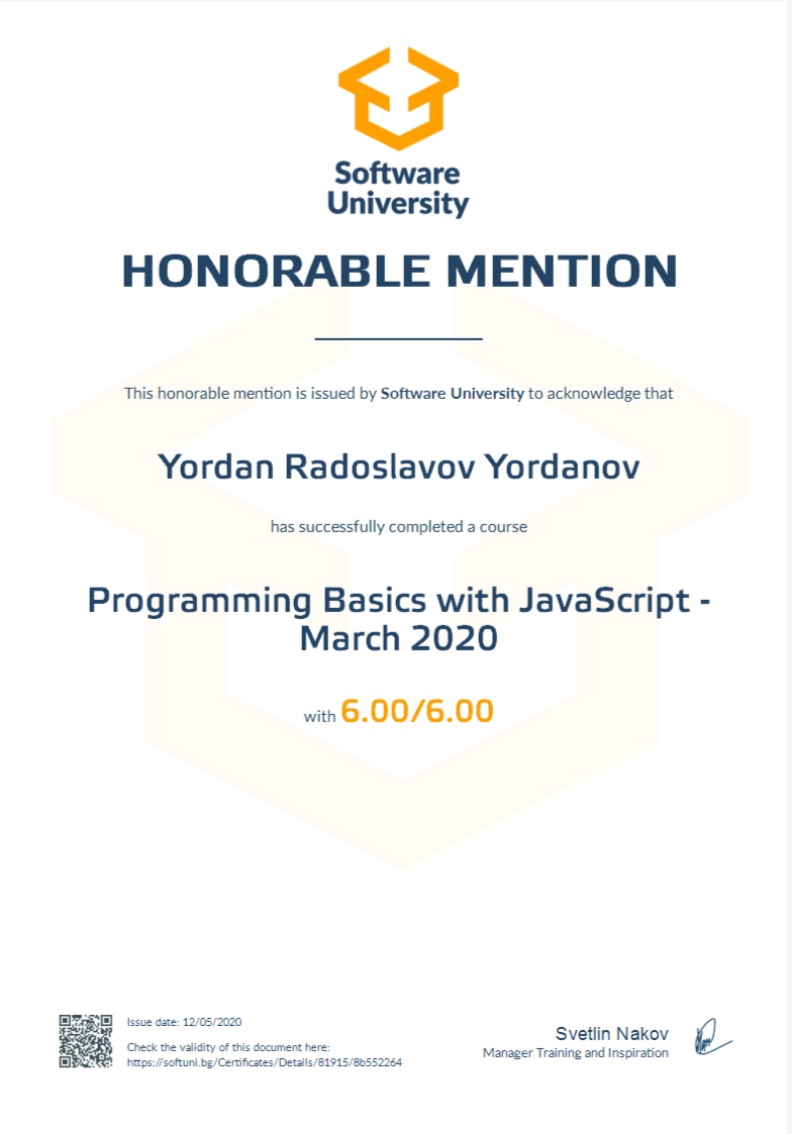 Software
University
HONORABLE MENTION
This honorable mention is issued by Software University to acknowledge that
Yordan Radoslavov Yordanov
has successfully completed a course
Programming Basics with JavaScript -
March 2020
with 6.00/6.00
Issue date: 12/05/2020
Check the validity of this document here:
https://softuni.bg/Certificates/Details/81915/8b552264
Svetlin Nakov
Manager Training and Inspiration